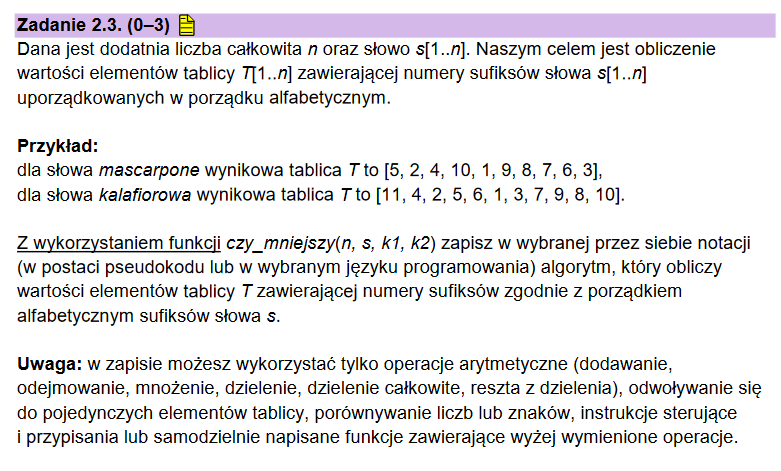 Zadanie 2.3. (0–3)
Dana jest dodatnia liczba całkowita n oraz słowo s[1..n]. Naszym celem jest obliczenie
wartości elementów tablicy T[1..n] zawierającej numery sufiksów słowa s[1..n]
uporządkowanych w porządku alfabetycznym.
Przykład:
dla słowa mascarpone wynikowa tablica T to [5, 2, 4, 10, 1, 9, 8, 7, 6, 3],
dla słowa kalafiorowa wynikowa tablica T to [11, 4, 2, 5, 6, 1, 3, 7, 9, 8, 10].
Z wykorzystaniem funkcji czy_mniejszy(n, s, k1, k2) zapisz w wybranej przez siebie notacji
(w postaci pseudokodu lub w wybranym języku programowania) algorytm, który obliczy
wartości elementów tablicy T zawierającej numery sufiksów zgodnie z porządkiem
alfabetycznym sufiksów słowa s.
Uwaga: w zapisie możesz wykorzystać tylko operacje arytmetyczne (dodawanie,
odejmowanie, mnożenie, dzielenie, dzielenie całkowite, reszta z dzielenia), odwoływanie się
do pojedynczych elementów tablicy, porównywanie liczb lub znaków, instrukcje sterujące
i przypisania lub samodzielnie napisane funkcje zawierające wyżej wymienione operacje.